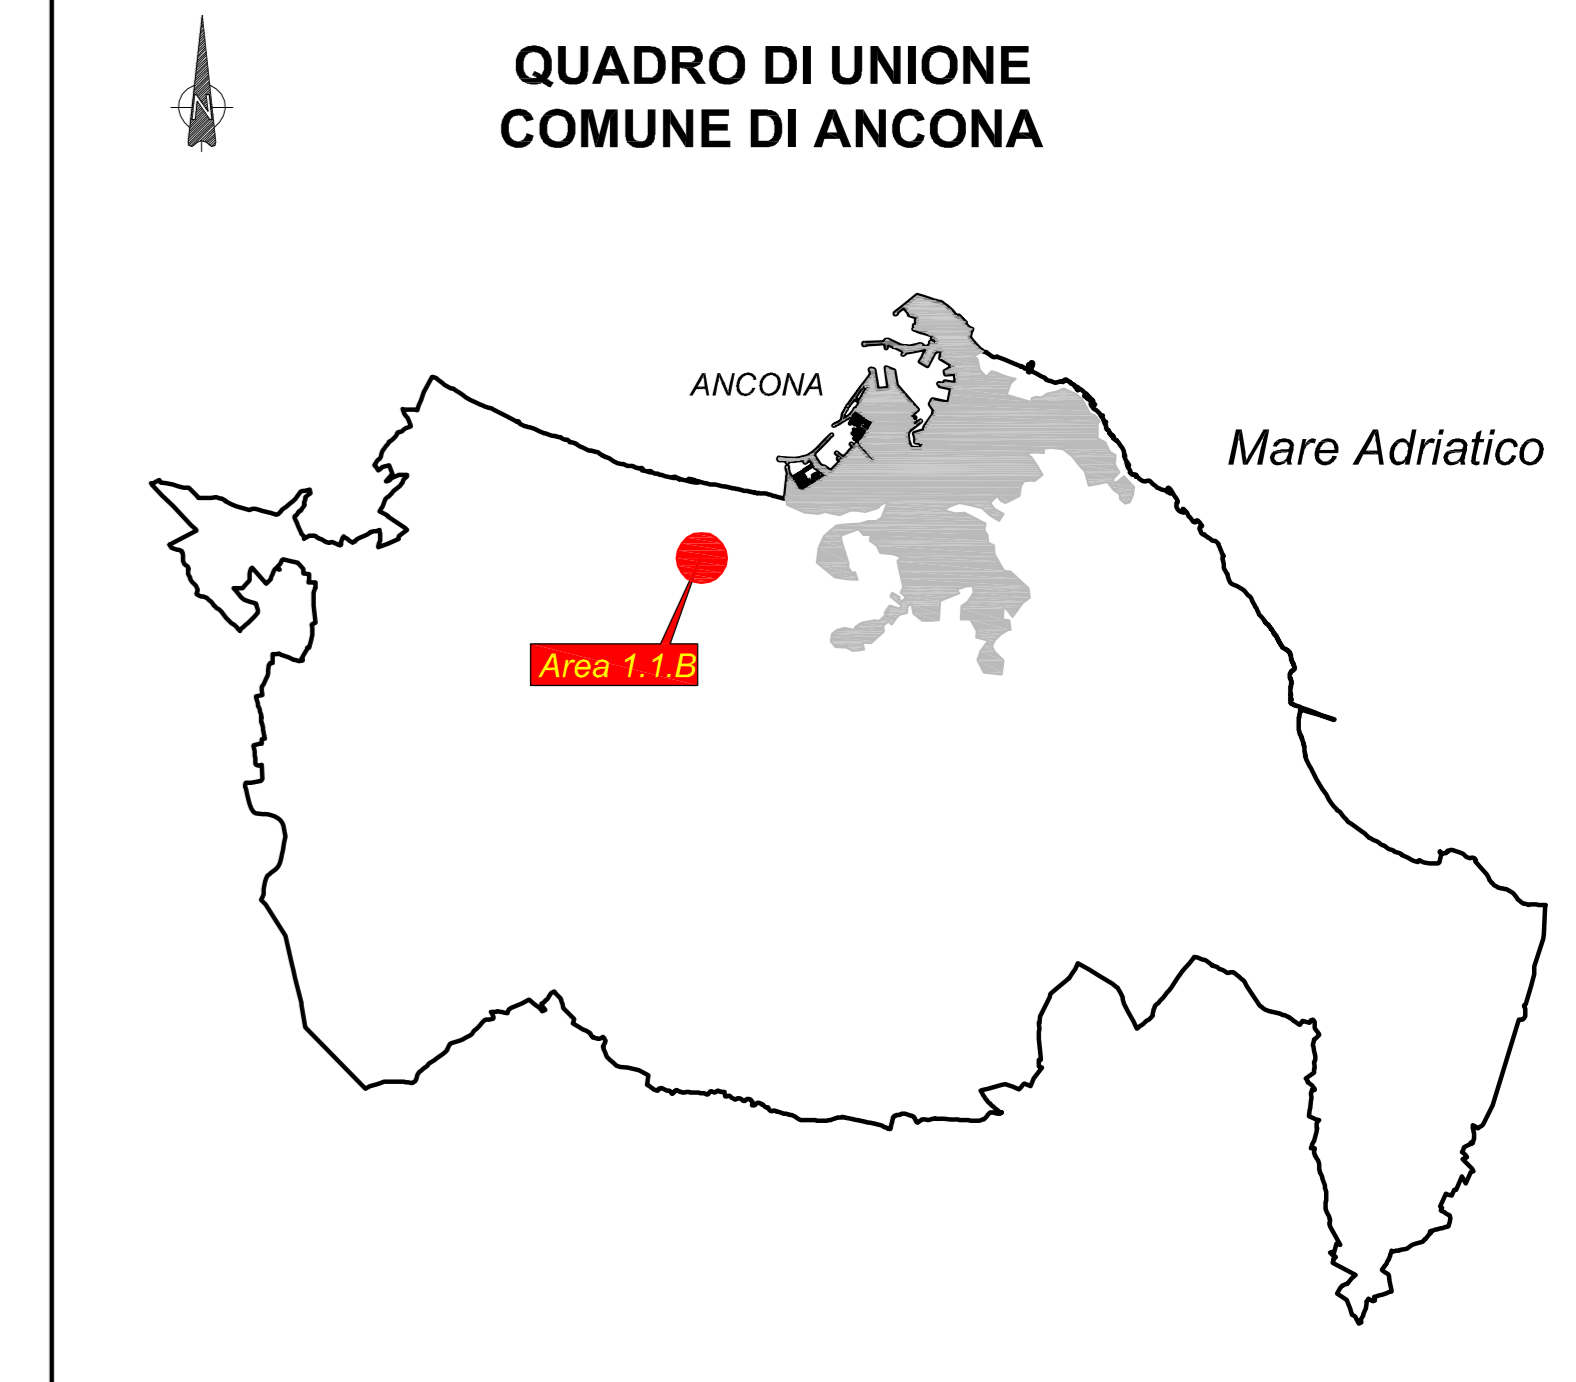 N
QUADRO DI UNIONE
COMUNE DI ANCONA
ANCONA
Mare Adriatico
Area 1.1.B